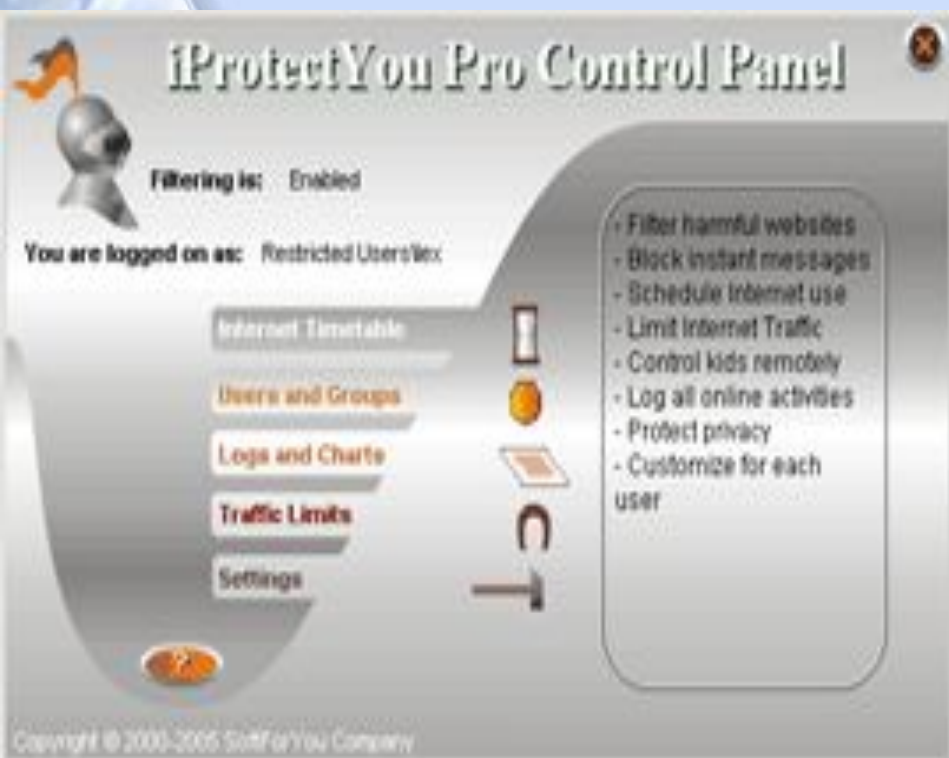 iProtectYou Pro Control Panel
Filtering is: Enabled
You are logged on as: Restricted
Internet Timetable
Users and Groups
Logs and Charts
Traffic Limits
Settings
?
- Filter harmful websites
- Block instant messages
- Schedule Internet use
- Limit Internet Traffic
- Control kids remotely
- Log all online activities
- Protect privacy
- Customize for each
user
Copyright © 2000-2005 SoftForYou Company